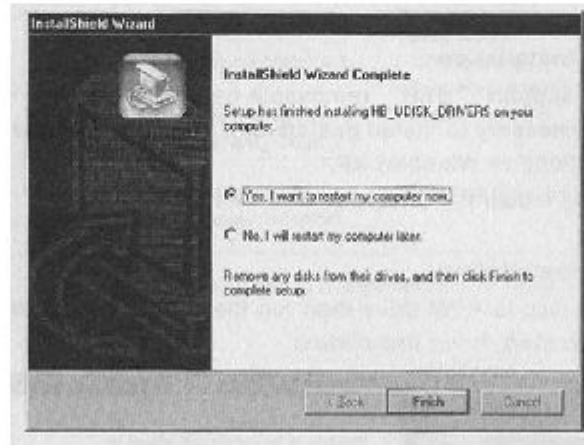 InstallShield Wizard
InstallShield Wizard Complete
Setup has finished installing HB_UDISK_DRIVERS on your
computer.
Yes, I want to restart my computer now.
No, I will restart my computer later.
Remove any disks from their drives, and then click Finish to
complete setup.
< Back
Finish
Cancel